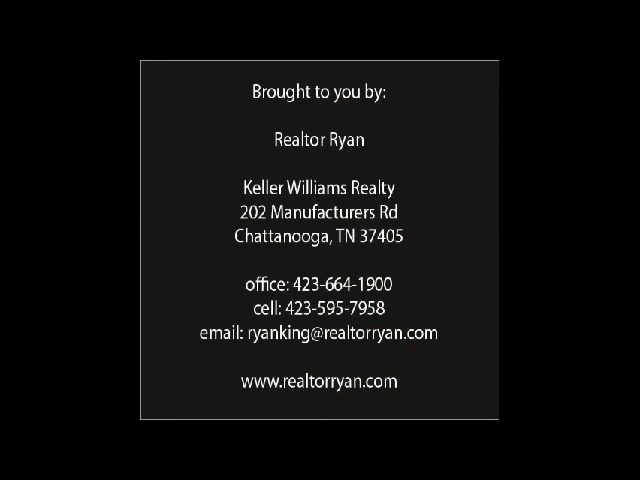 Brought to you by:
Realtor Ryan
Keller Williams Realty
202 Manufacturers Rd
Chattanooga, TN 37405
office: 423-664-1900
cell: 423-595-7958
email: ryanking@realtorryan.com
www.realtorryan.com